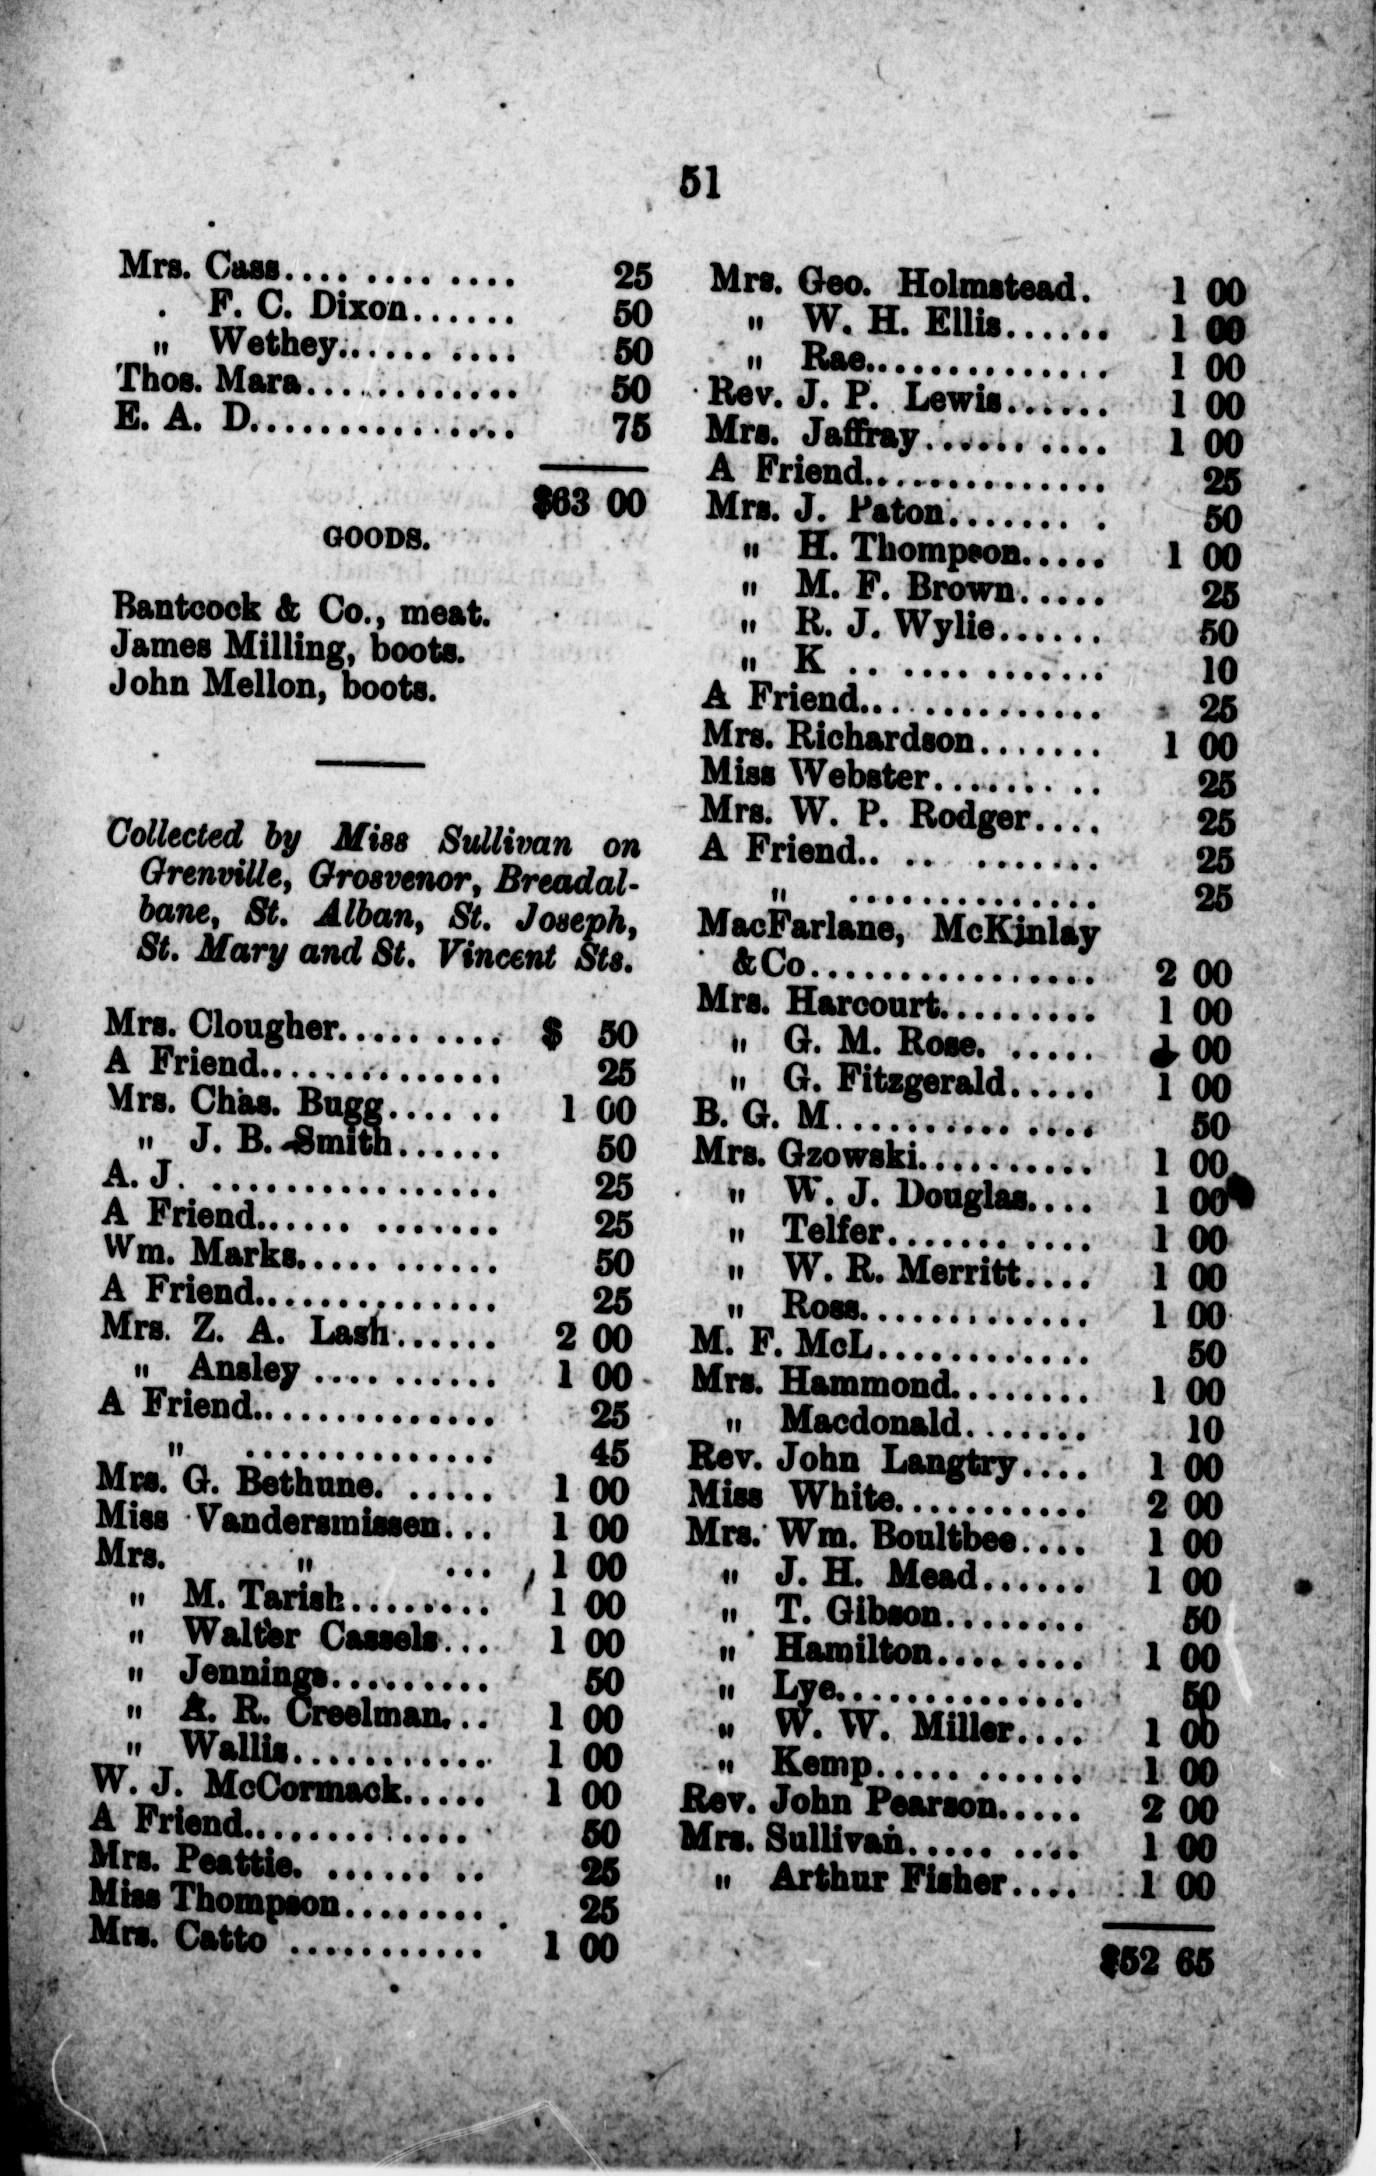 51
Mrs. Cass.... .... .... 25
. F. C. Dixon...... 50
" Wethey...... .... 50
Thos. Mara............. 50
E. A. D................ 75
$63 00
GOODS.
Bantcock & Co., meat.
James Milling, boots.
John Mellon, boots.
Collected by Miss Sullivan on
Grenville, Grosvenor, Breadal-
bane, St. Alban, St. Joseph,
St. Mary and St. Vincent Sts.
Mrs. Clougher.......... $ 50
A Friend............... 25
Mrs. Chas. Bugg.... .. 1 00
" J. B. Smith...... 50
A. J. ................. 25
A Friend...... ....... 25
Wm. Marks..... ...... 50
A Friend............... 25
Mrs. Z. A. Lash...... 2 00
" Ansley .... ...... 1 00
A Friend.............. 25
" .............. 45
Mrs. G. Bethune. ..... 1 00
Miss Vandersmissen... 1 00
Mrs. " ... 1 00
" M. Tarish........ 1 00
" Walter Cassels... 1 00
" Jennings......... 50
" A. R. Creelman... 1 00
" Wallis........... 1 00
W. J. McCormack..... 1 00
A Friend............. 50
Mrs. Peattie. ...... .. 25
Miss Thompson........ 25
Mrs. Catto ........... 1 00
Mrs. Geo. Holmstead. 1 00
" W. H. Ellis...... 1 00
" Rae.............. 1 00
Rev. J. P. Lewis...... 1 00
Mrs. Jaffray...... .... 1 00
A Friend.............. 25
Mrs. J. Paton....... . 50
" H. Thompson..... 1 00
" M. F. Brown..... 25
" R. J. Wylie...... 50
" K .. ........... 10
A Friend.............. 25
Mrs. Richardson....... 1 00
Miss Webster...... .. 25
Mrs. W. P. Rodger.... 25
A Friend.. .. ....... 25
" .............. 25
MacFarlane, McKinlay
& Co................ 2 00
Mrs. Harcourt......... 1 00
" G. M. Rose. ..... 1 00
" G. Fitzgerald..... 1 00
B. G. M.......... .... 50
Mrs. Gzowski.......... 1 00
" W. J. Douglas.... 1 00
" Telfer....... .... 1 00
" W. R. Merritt.... 1 00
" Ross............. 1 00
M. F. McL............ 50
Mrs. Hammond........ 1 00
" Macdonald....... 10
Rev. John Langtry.... 1 00
Miss White........... 2 00
Mrs. Wm. Boultbee.... 1 00
" J. H. Mead...... 1 00
" T. Gibson........ 50
" Hamilton........ 1 00
" Lye.............. 50
" W. W. Miller.... 1 00
" Kemp..... ...... 1 00
Rev. John Pearson..... 2 00
Mrs. Sullivan..... .... 1 00
" Arthur Fisher.... 1 00
$52 65